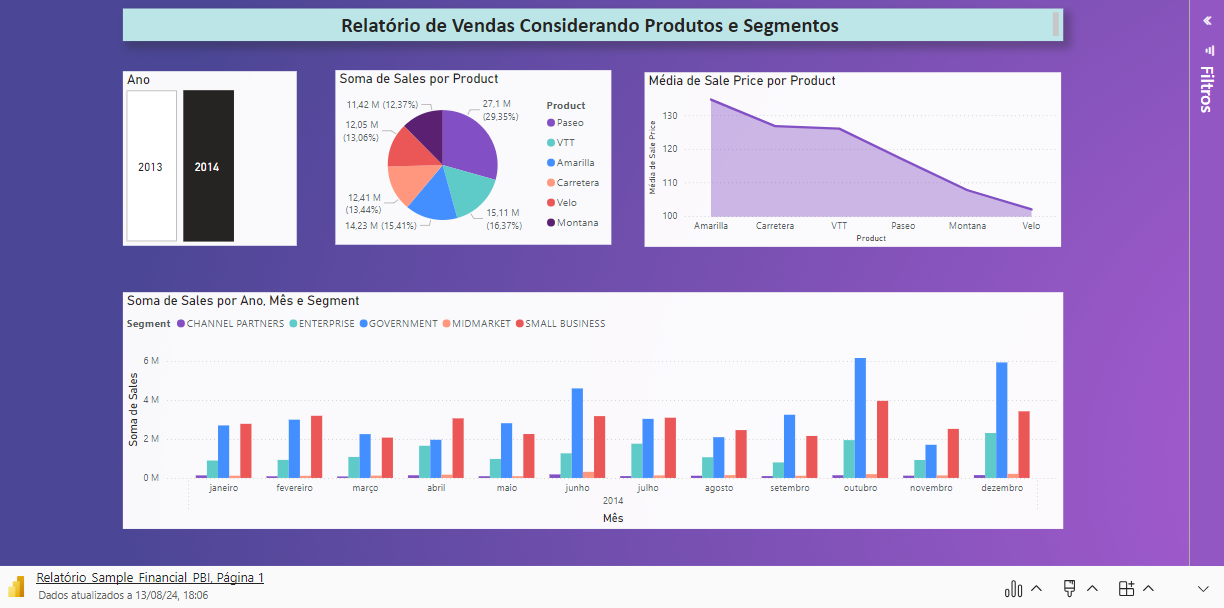 Relatório de Vendas Considerando Produtos e Segmentos
Filtros
Ano
2013
2014
Soma de Sales por Product
11,42 M (12,37%)
27,1 M
(29,35%)
12,05 M
(13,06%)
12,41 M
(13,44%)
14,23 M (15,41%)
15,11 M
(16,37%)
Product
Paseo
VTT
Amarilla
Carretera
Velo
Montana
Média de Sale Price por Product
Média de Sale Price
130
120
110
100
Amarilla Carretera VTT Paseo Montana Velo
Product
Soma de Sales por Ano, Mês e Segment
Segment CHANNEL PARTNERS ENTERPRISE GOVERNMENT MIDMARKET SMALL BUSINESS
Soma de Sales
6 M
4 M
2 M
0 M
janeiro fevereiro março abril maio junho julho agosto setembro outubro novembro dezembro
2014
Mês
Relatório Sample Financial PBI, Página 1
Dados atualizados a 13/08/24, 18:06